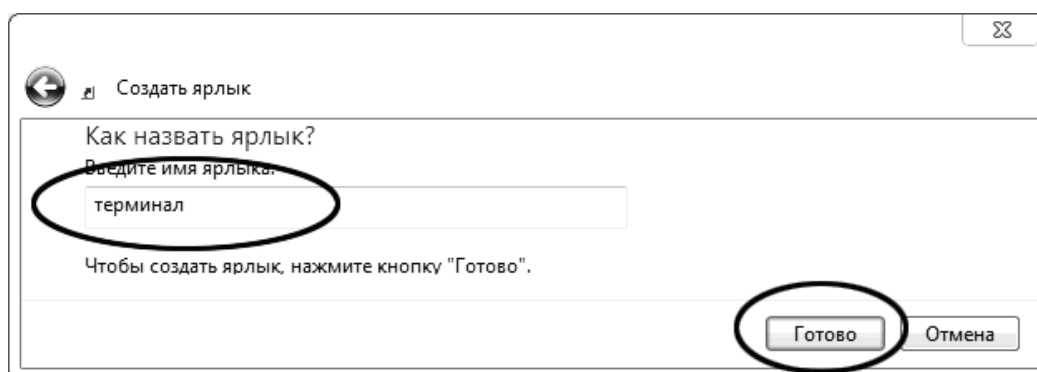 Создать ярлык
Как назвать ярлык?
Введите имя ярлыка:
терминал
Чтобы создать ярлык, нажмите кнопку "Готово".
Готово
Отмена